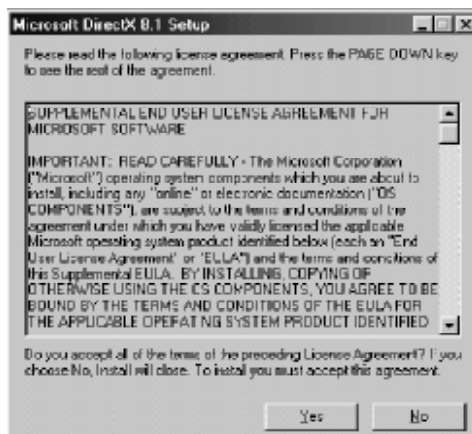 Microsoft DirectX 8.1 Setup
Please read the following license agreement. Press the PAGE DOWN key
to see the rest of the agreement.
SUPPLEMENTAL END USER LICENSE AGREEMENT FOR
MICROSOFT SOFTWARE
IMPORTANT: READ CAREFULLY - The Microsoft Corporation
("Microsoft") operating system components which you are about to
install, including any "online" or electronic documentation ("OS
COMPONENTS"), are subject to the terms and conditions of the
agreement under which you have validly licensed the applicable
Microsoft operating system product identified below (each an "End
User License Agreement" or "EULA") and the terms and conditions of
this Supplemental EULA. BY INSTALLING, COPYING OR
OTHERWISE USING THE OS COMPONENTS, YOU AGREE TO BE
BOUND BY THE TERMS AND CONDITIONS OF THE EULA FOR
THE APPLICABLE OPERATING SYSTEM PRODUCT IDENTIFIED
Do you accept all of the terms of the preceding License Agreement? If you
choose No, Install will close. To install you must accept this agreement.
Yes No